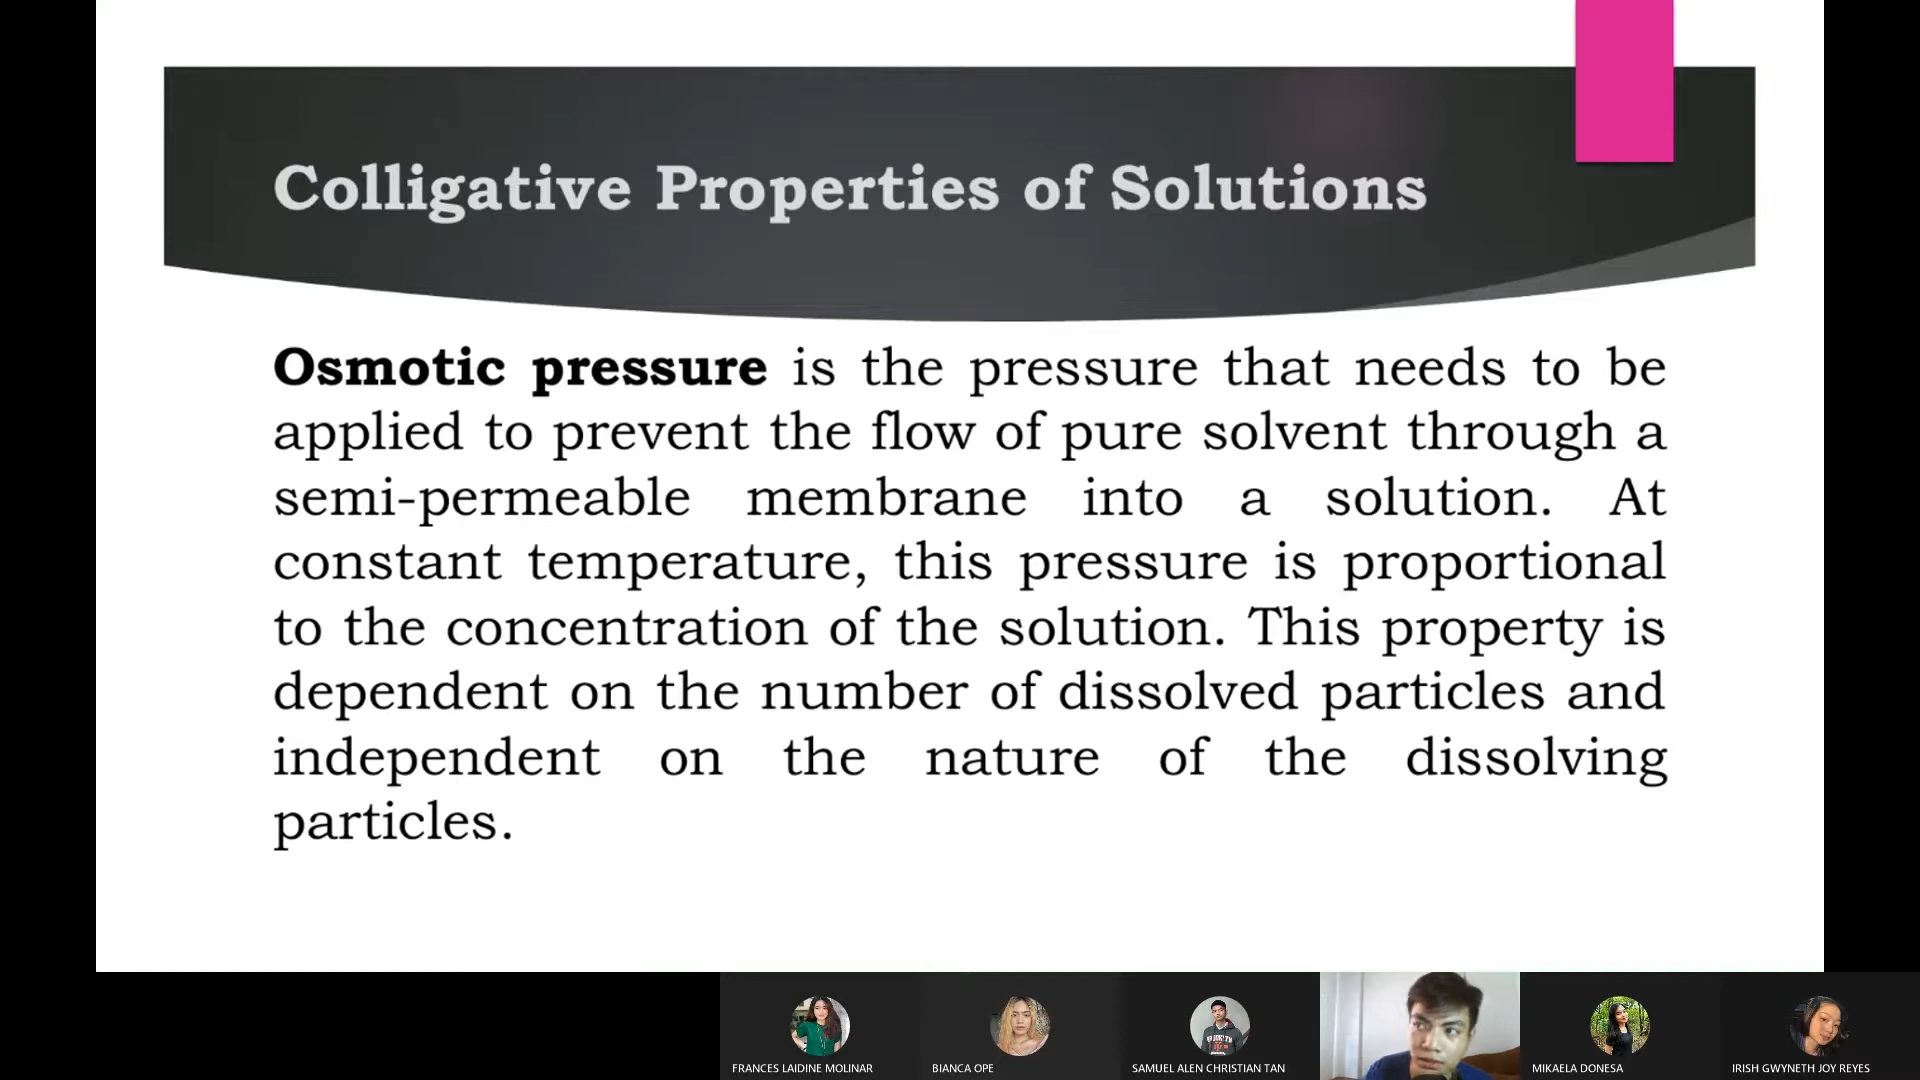 Colligative Properties of Solutions
Osmotic pressure is the pressure that needs to be
applied to prevent the flow of pure solvent through a
semi-permeable membrane into a solution. At
constant temperature, this pressure is proportional
to the concentration of the solution. This property is
dependent on the number of dissolved particles and
independent on the nature of the dissolving
particles.
FRANCES LAIDINE MOLINAR
BIANCA OPE
SAMUEL ALEN CHRISTIAN TAN
MIKAELA DONESA
IRISH GWYNETH JOY REYES